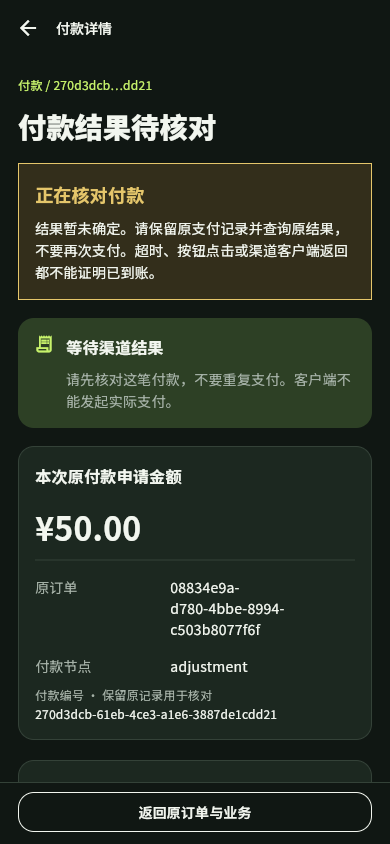 付款详情
付款 / 270d3dcb…dd21
付款结果待核对
正在核对付款
结果暂未确定。请保留原支付记录并查询原结果，
不要再次支付。超时、按钮点击或渠道客户端返回
都不能证明已到账。
等待渠道结果
请先核对这笔付款，不要重复支付。客户端不
能发起实际支付。
本次原付款申请金额
¥50.00
原订单
08834e9a-
d780-4bbe-8994-
c503b8077f6f
付款节点
adjustment
付款编号 · 保留原记录用于核对
270d3dcb-61eb-4ce3-a1e6-3887de1cdd21
返回原订单与业务